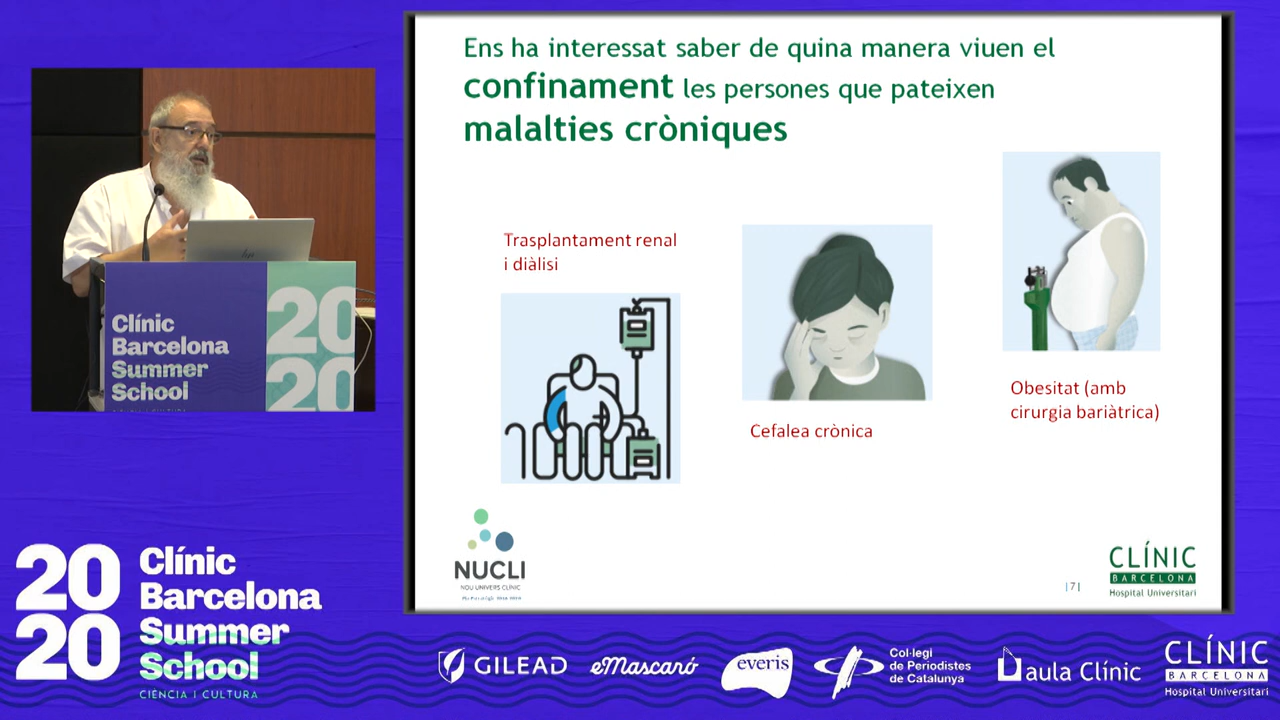 Ens ha interessat saber de quina manera viuen el
confinament les persones que pateixen
malalties cròniques
Trasplantament renal
i diàlisi
Cefalea crònica
Obesitat (amb
cirurgia bariàtrica)
NUCLI
NOU UNIVERS CLÍNIC
|7|
CLÍNIC
BARCELONA
Hospital Universitari
hp
Clínic
Barcelona
Summer
School
2020
2020
Clínic
Barcelona
Summer
School
CIÈNCIA I CULTURA
GILEAD
eMascaró
everis
Col·legi
de Periodistes
de Catalunya
aula Clínic
CLÍNIC
BARCELONA
Hospital Universitari